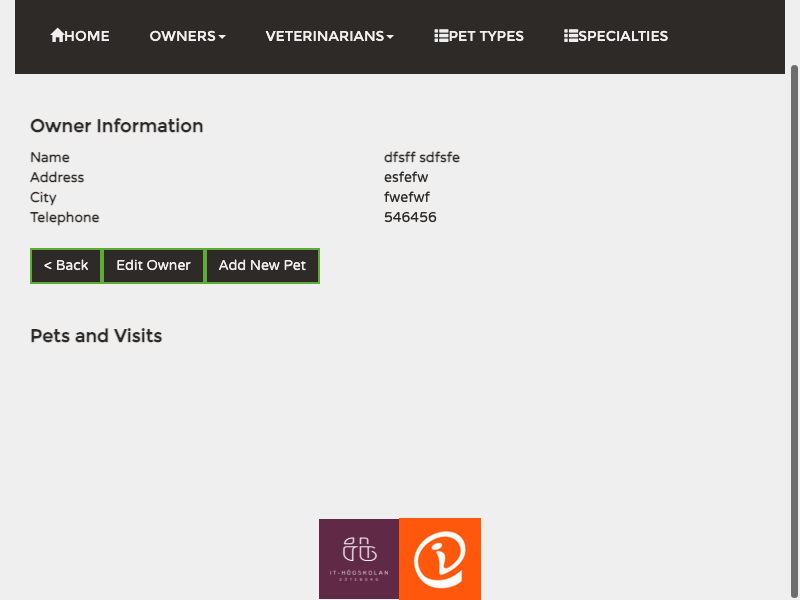 HOME OWNERS VETERINARIANS PET TYPES SPECIALTIES
Owner Information
Name dfsff sdfsfe
Address esfefw
City fwefwf
Telephone 546456
< Back Edit Owner Add New Pet
Pets and Visits
IT-HÖGSKOLAN
GÖTEBORG